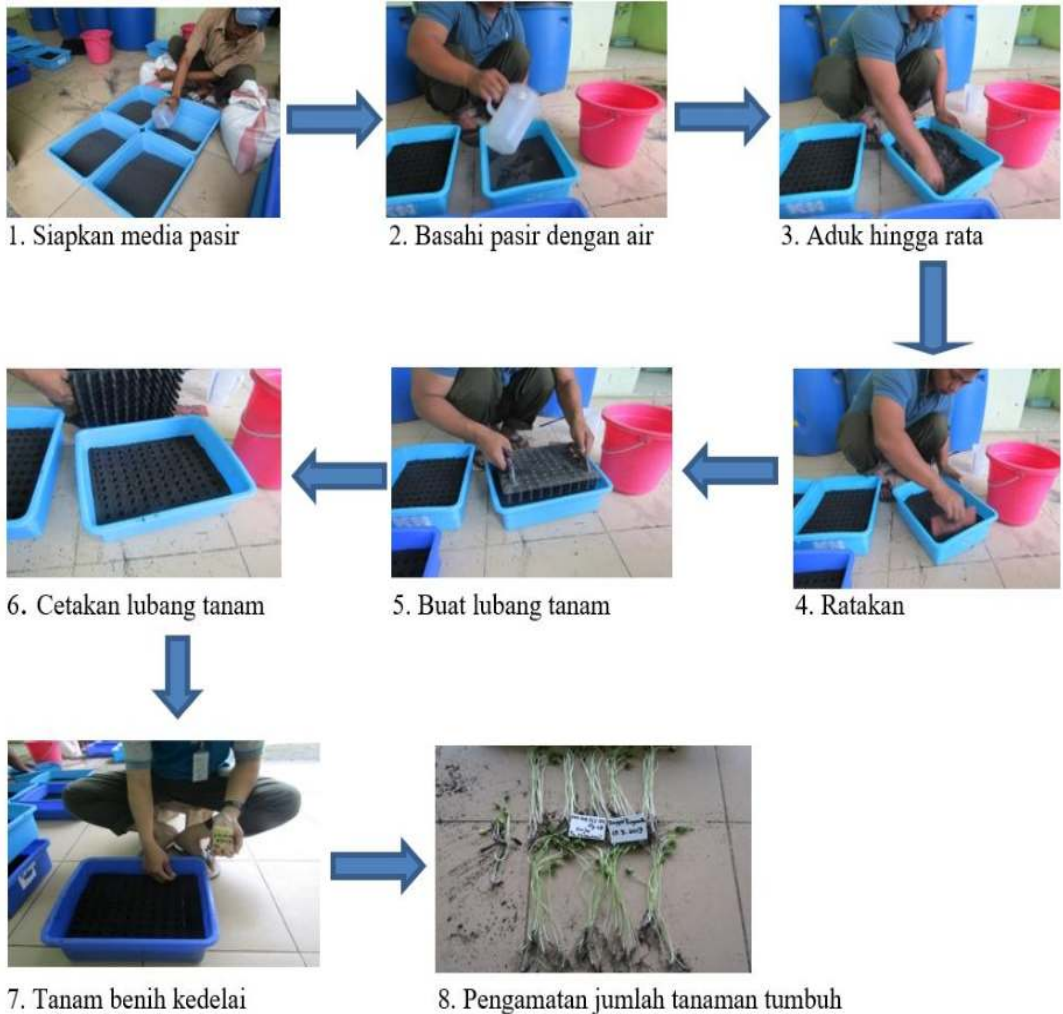 1. Siapkan media pasir
2. Basahi pasir dengan air
3. Aduk hingga rata
4. Ratakan
5. Buat lubang tanam
6. Cetakan lubang tanam
7. Tanam benih kedelai
8. Pengamatan jumlah tanaman tumbuh